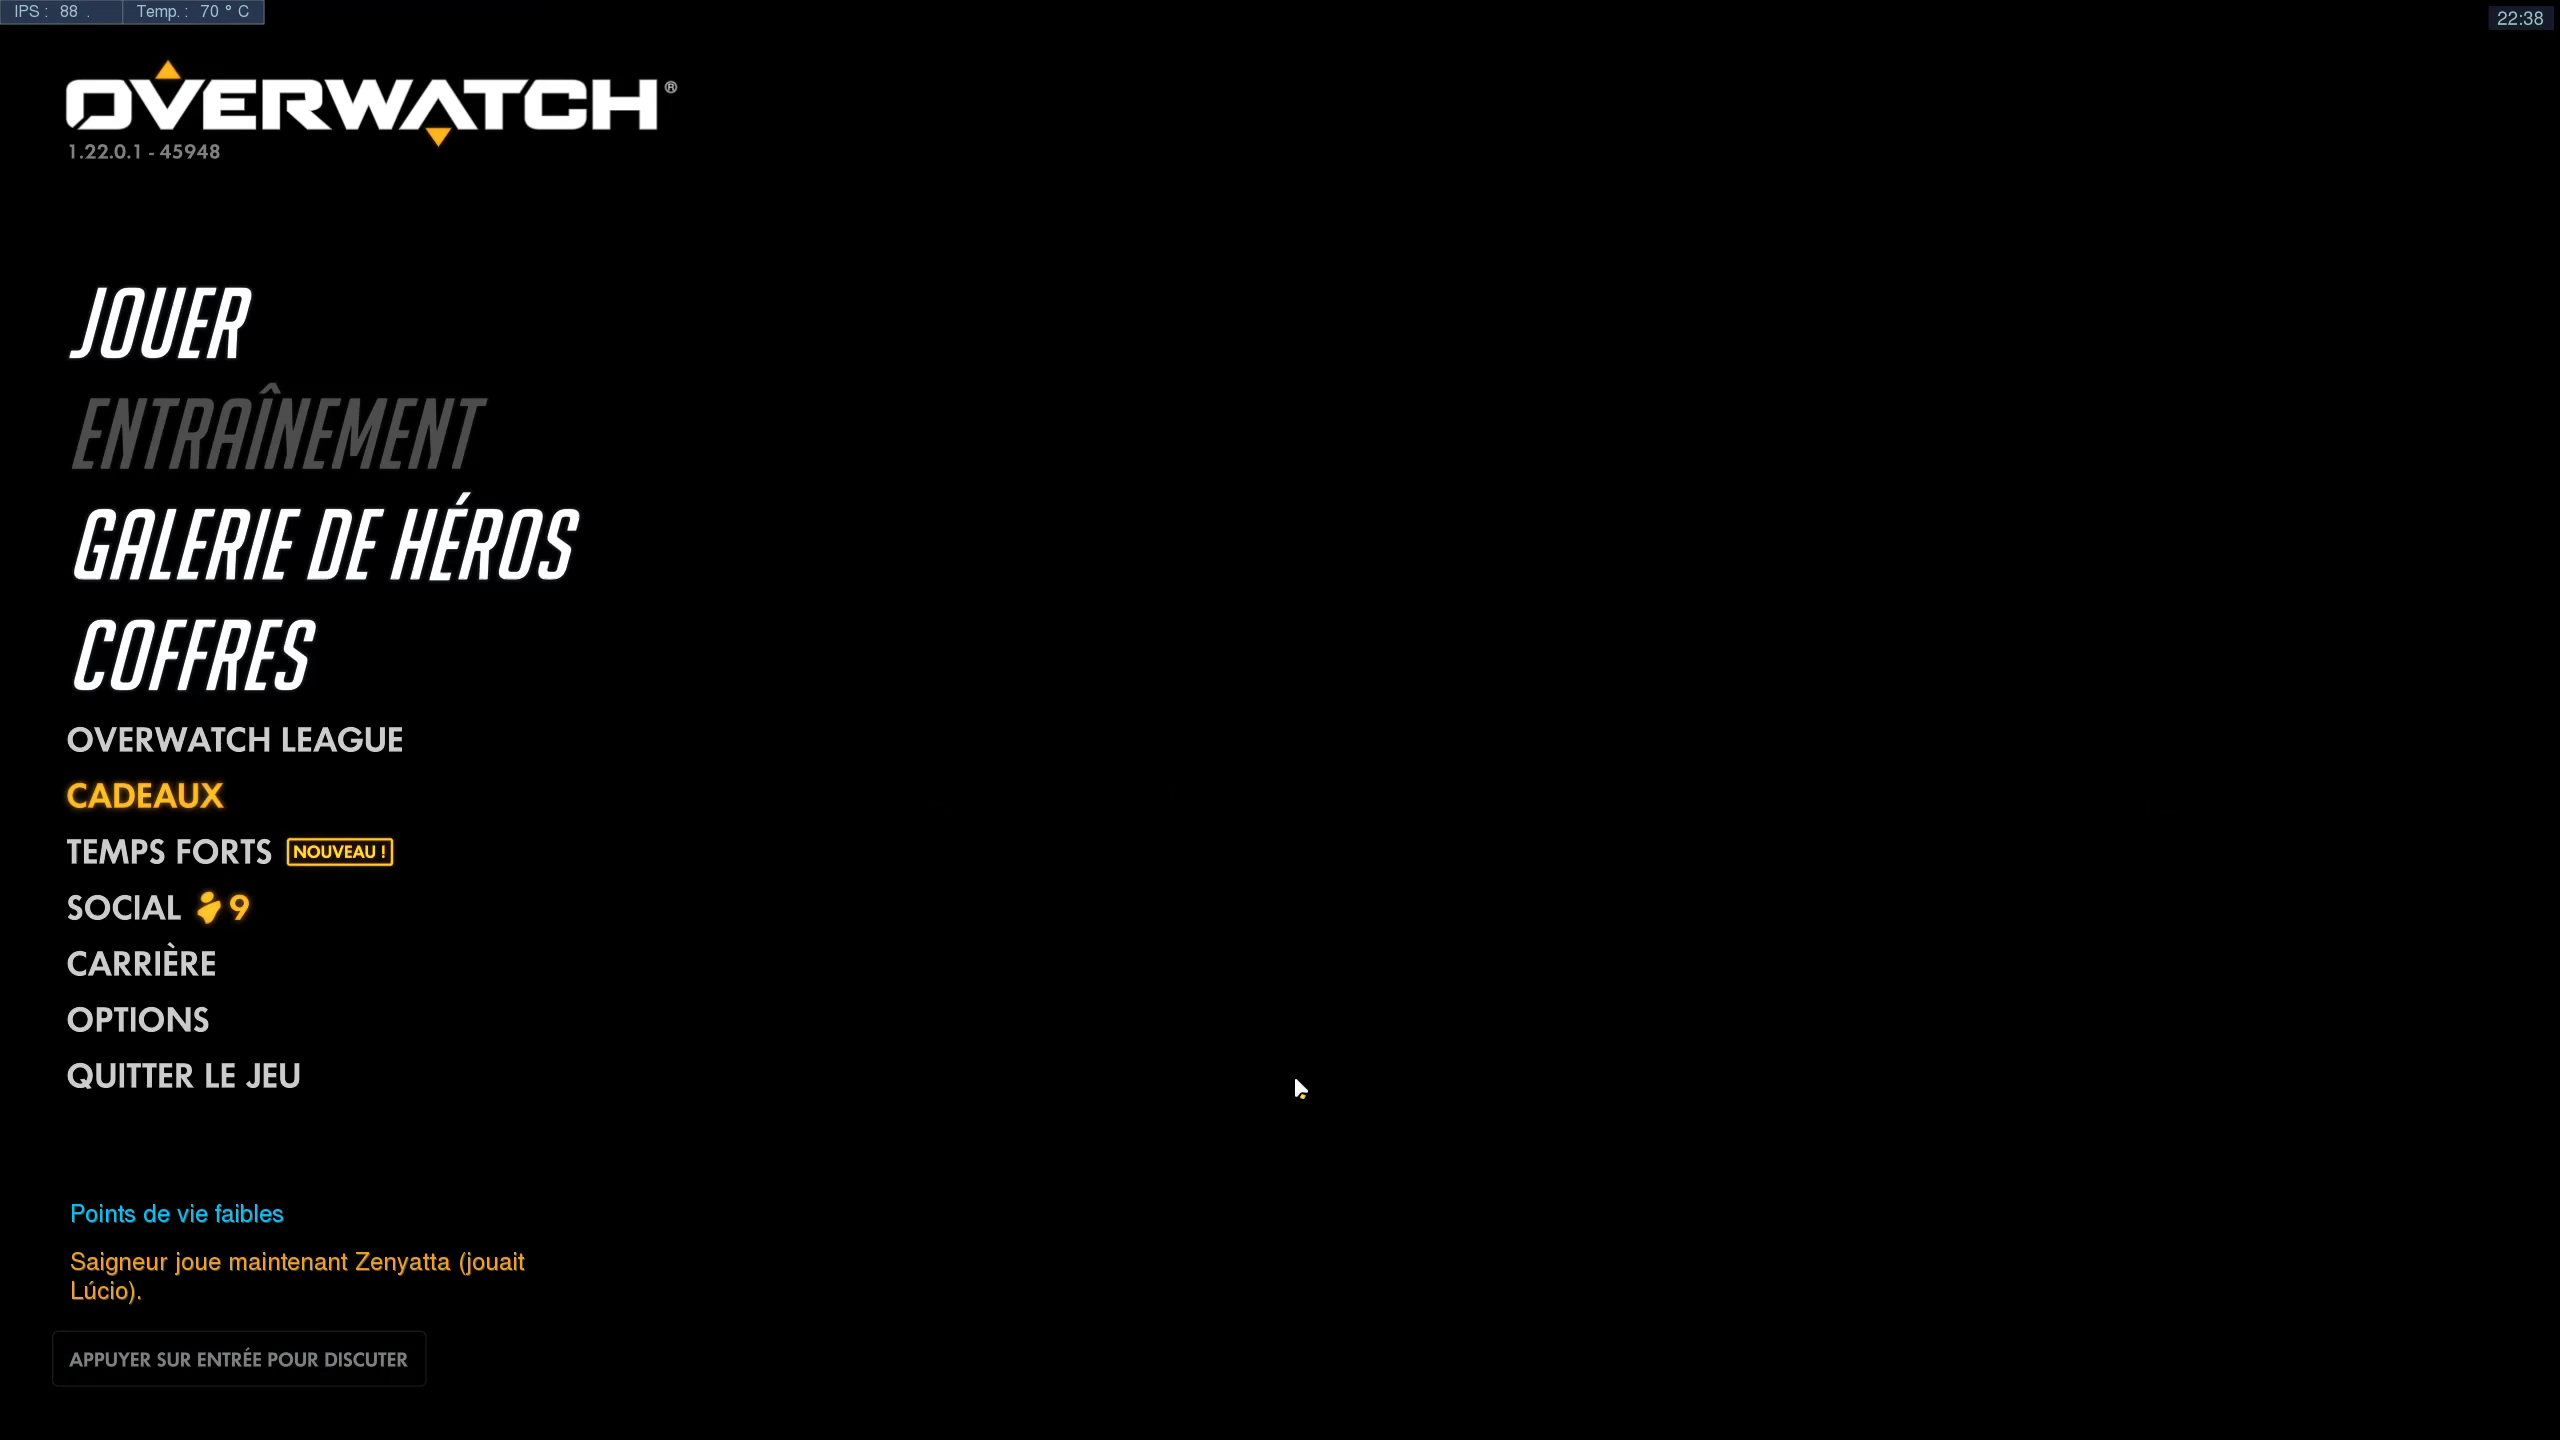 IPS : 88 . Temp. : 70 ° C
22:38
OVERWATCH®
1.22.0.1 - 45948
JOUER
ENTRAÎNEMENT
GALERIE DE HÉROS
COFFRES
OVERWATCH LEAGUE
CADEAUX
TEMPS FORTS NOUVEAU !
SOCIAL 9
CARRIÈRE
OPTIONS
QUITTER LE JEU
Points de vie faibles
Saigneur joue maintenant Zenyatta (jouait
Lúcio).
APPUYER SUR ENTRÉE POUR DISCUTER